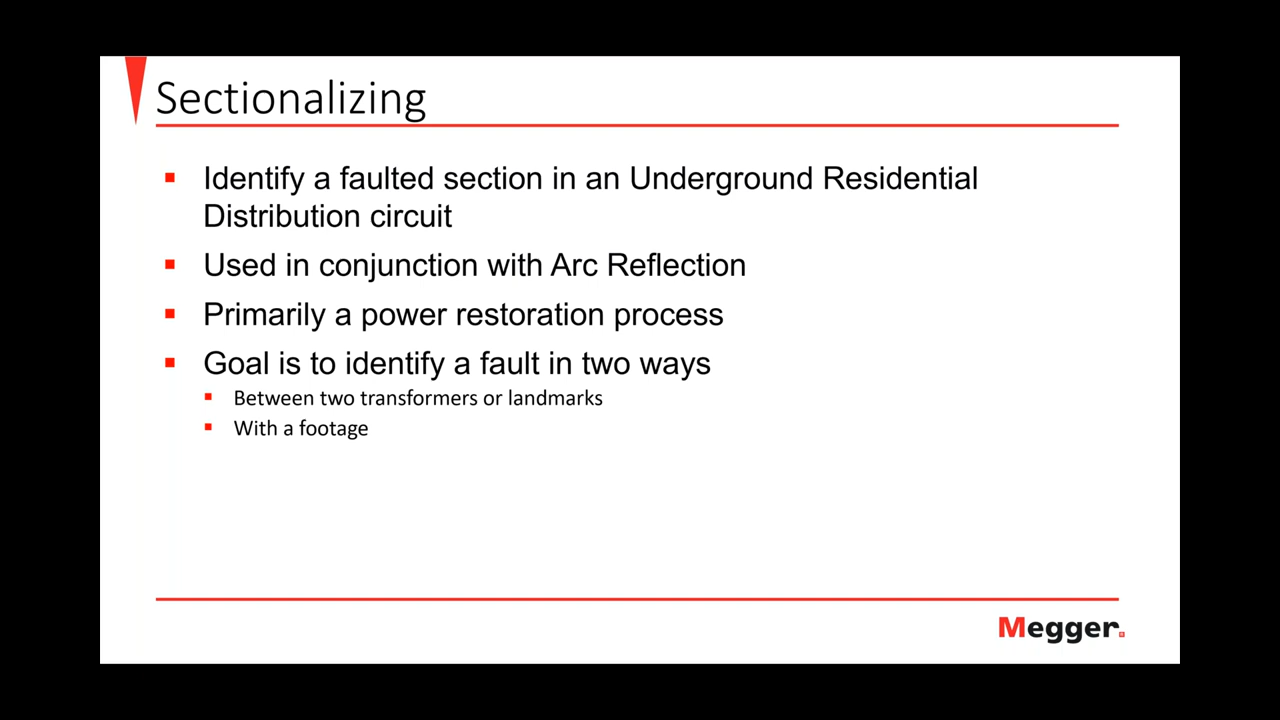 Sectionalizing
Identify a faulted section in an Underground Residential
Distribution circuit
Used in conjunction with Arc Reflection
Primarily a power restoration process
Goal is to identify a fault in two ways
Between two transformers or landmarks
With a footage
Megger.